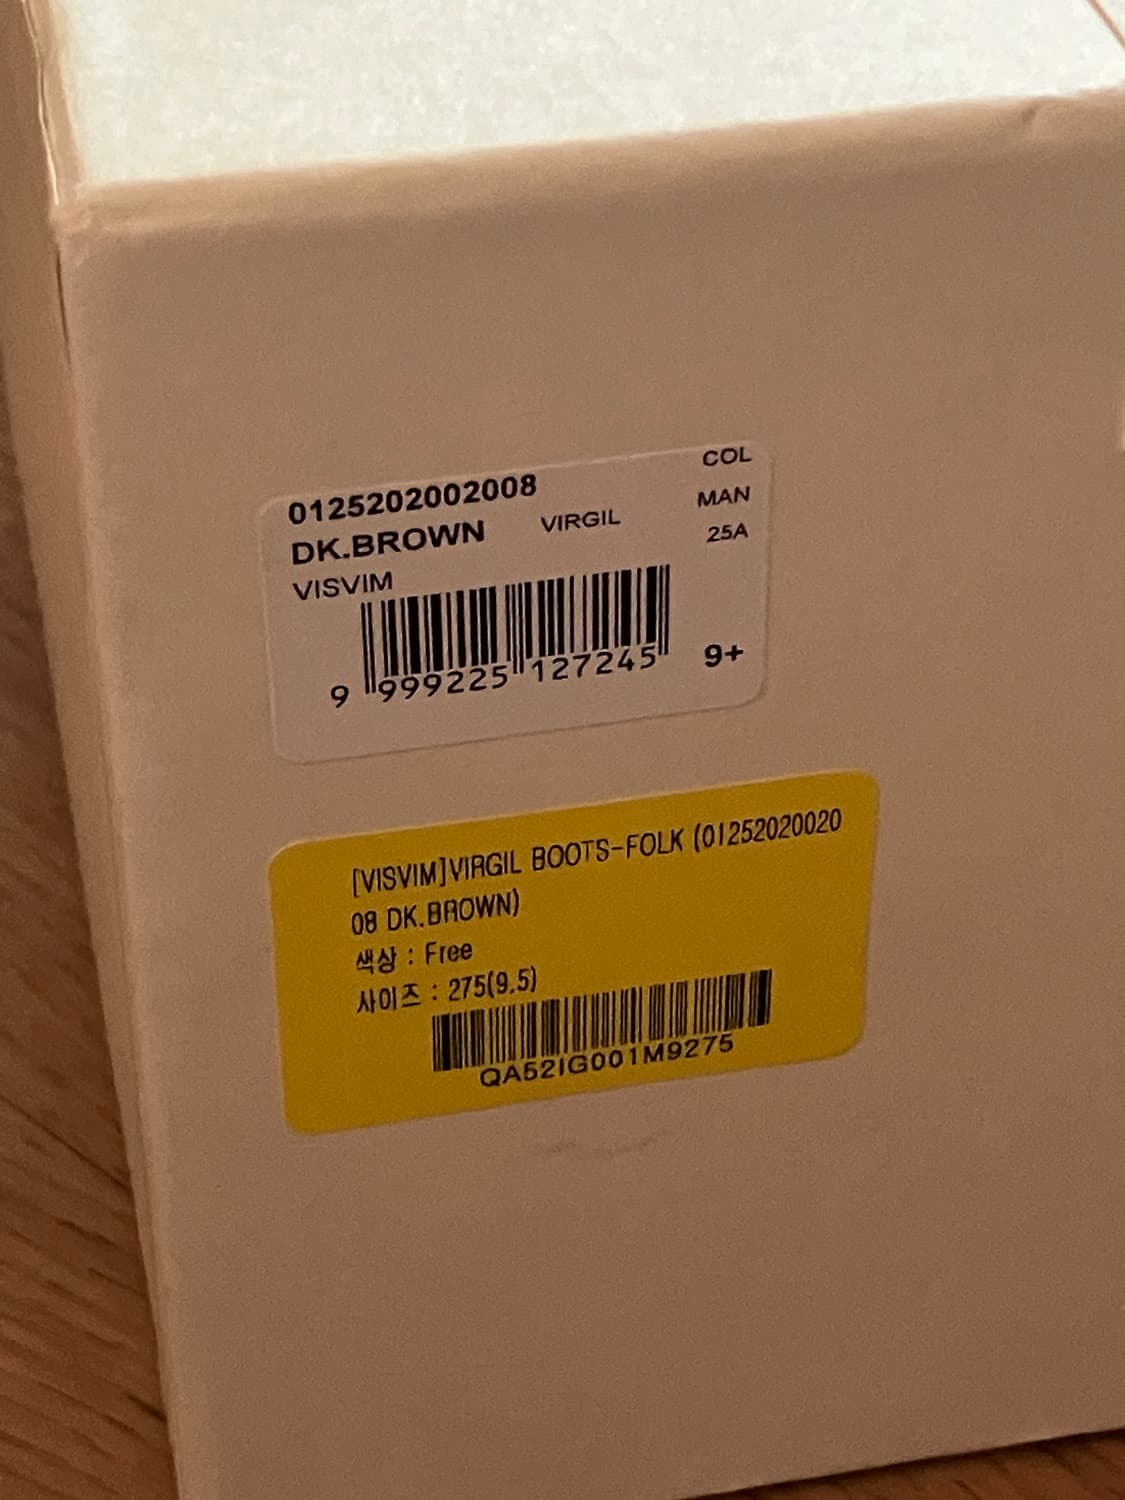 0125202002008 COL
DK.BROWN VIRGIL MAN
VISVIM 25A
9 999225 127245 9+
[VISVIM]VIRGIL BOOTS-FOLK (01252020020
08 DK.BROWN)
색상 : Free
사이즈 : 275(9.5)
QA52IG001M9275